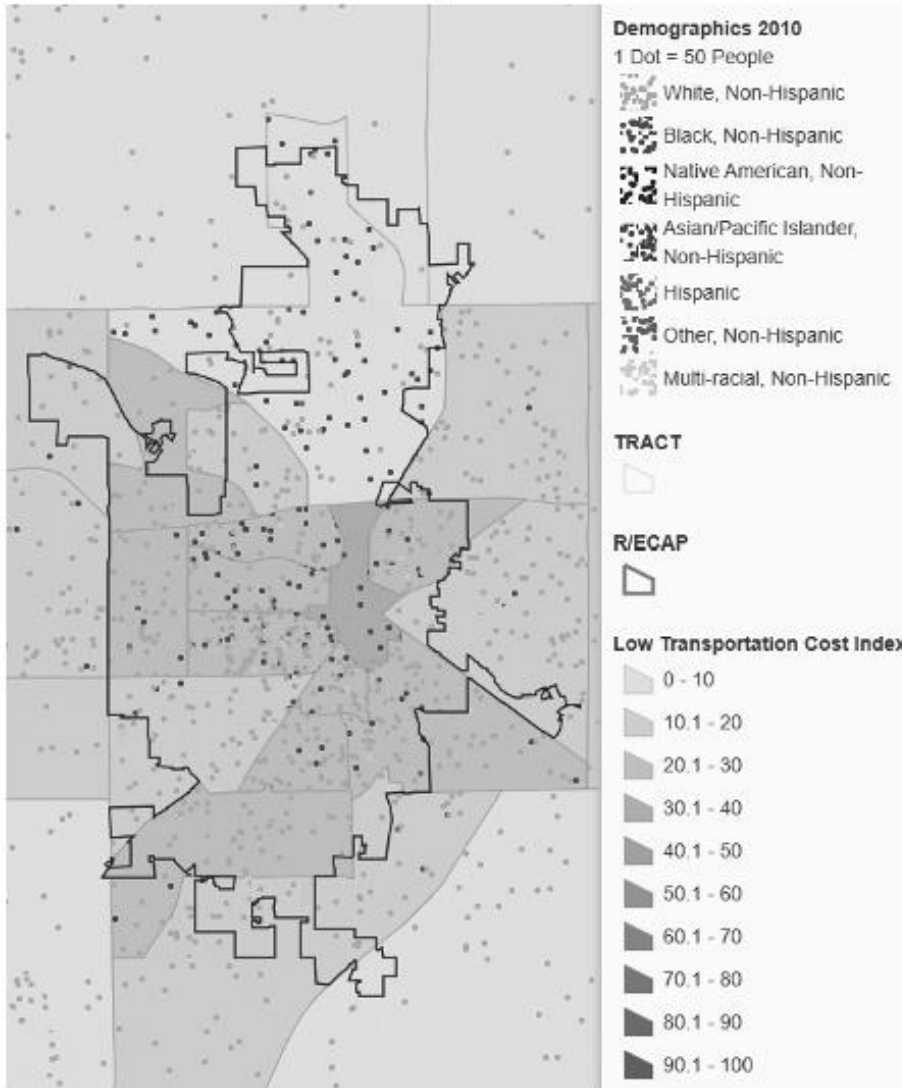 Demographics 2010
1 Dot = 50 People
White, Non-Hispanic
Black, Non-Hispanic
Native American, Non-
Hispanic
Asian/Pacific Islander,
Non-Hispanic
Hispanic
Other, Non-Hispanic
Multi-racial, Non-Hispanic
TRACT
R/ECAP
Low Transportation Cost Index
0 - 10
10.1 - 20
20.1 - 30
30.1 - 40
40.1 - 50
50.1 - 60
60.1 - 70
70.1 - 80
80.1 - 90
90.1 - 100